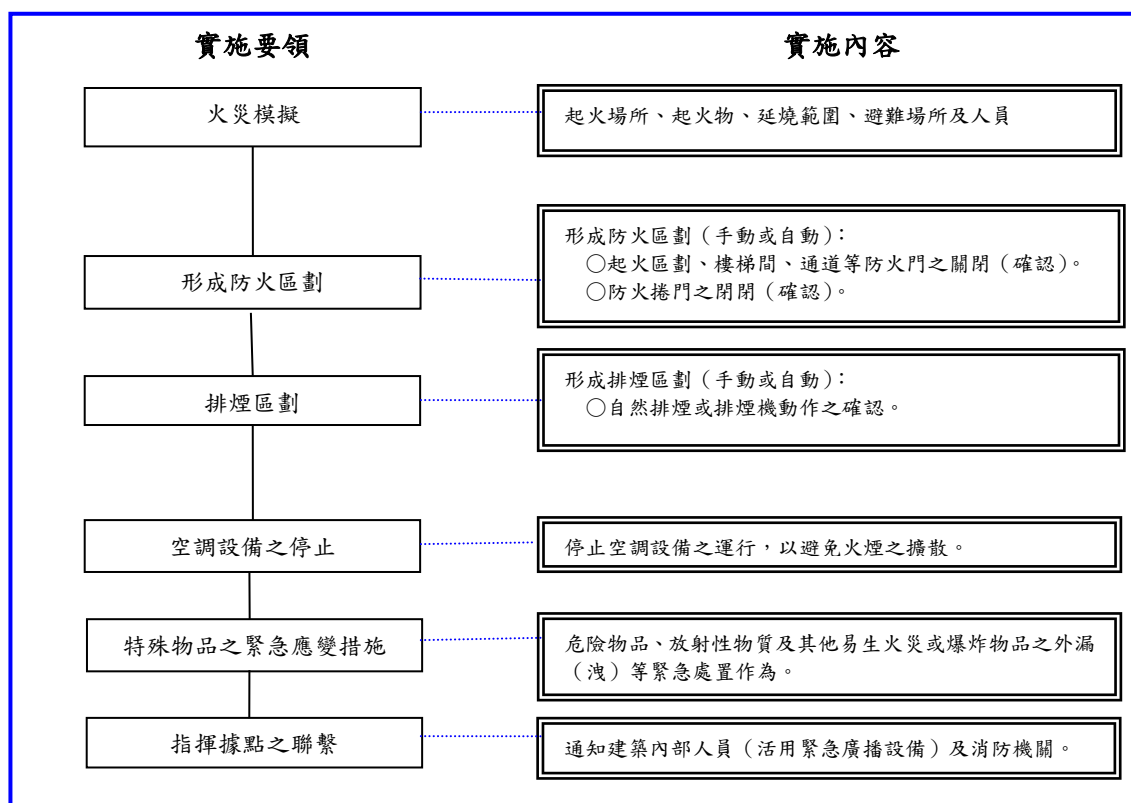 實施要領
實施內容
火災模擬
起火場所、起火物、延燒範圍、避難場所及人員
形成防火區劃
形成防火區劃（手動或自動）：
○起火區劃、樓梯間、通道等防火門之關閉（確認）。
○防火捲門之閉閉（確認）。
排煙區劃
形成排煙區劃（手動或自動）：
○自然排煙或排煙機動作之確認。
空調設備之停止
停止空調設備之運行，以避免火煙之擴散。
特殊物品之緊急應變措施
危險物品、放射性物質及其他易生火災或爆炸物品之外漏
（洩）等緊急處置作為。
指揮據點之聯繫
通知建築內部人員（活用緊急廣播設備）及消防機關。